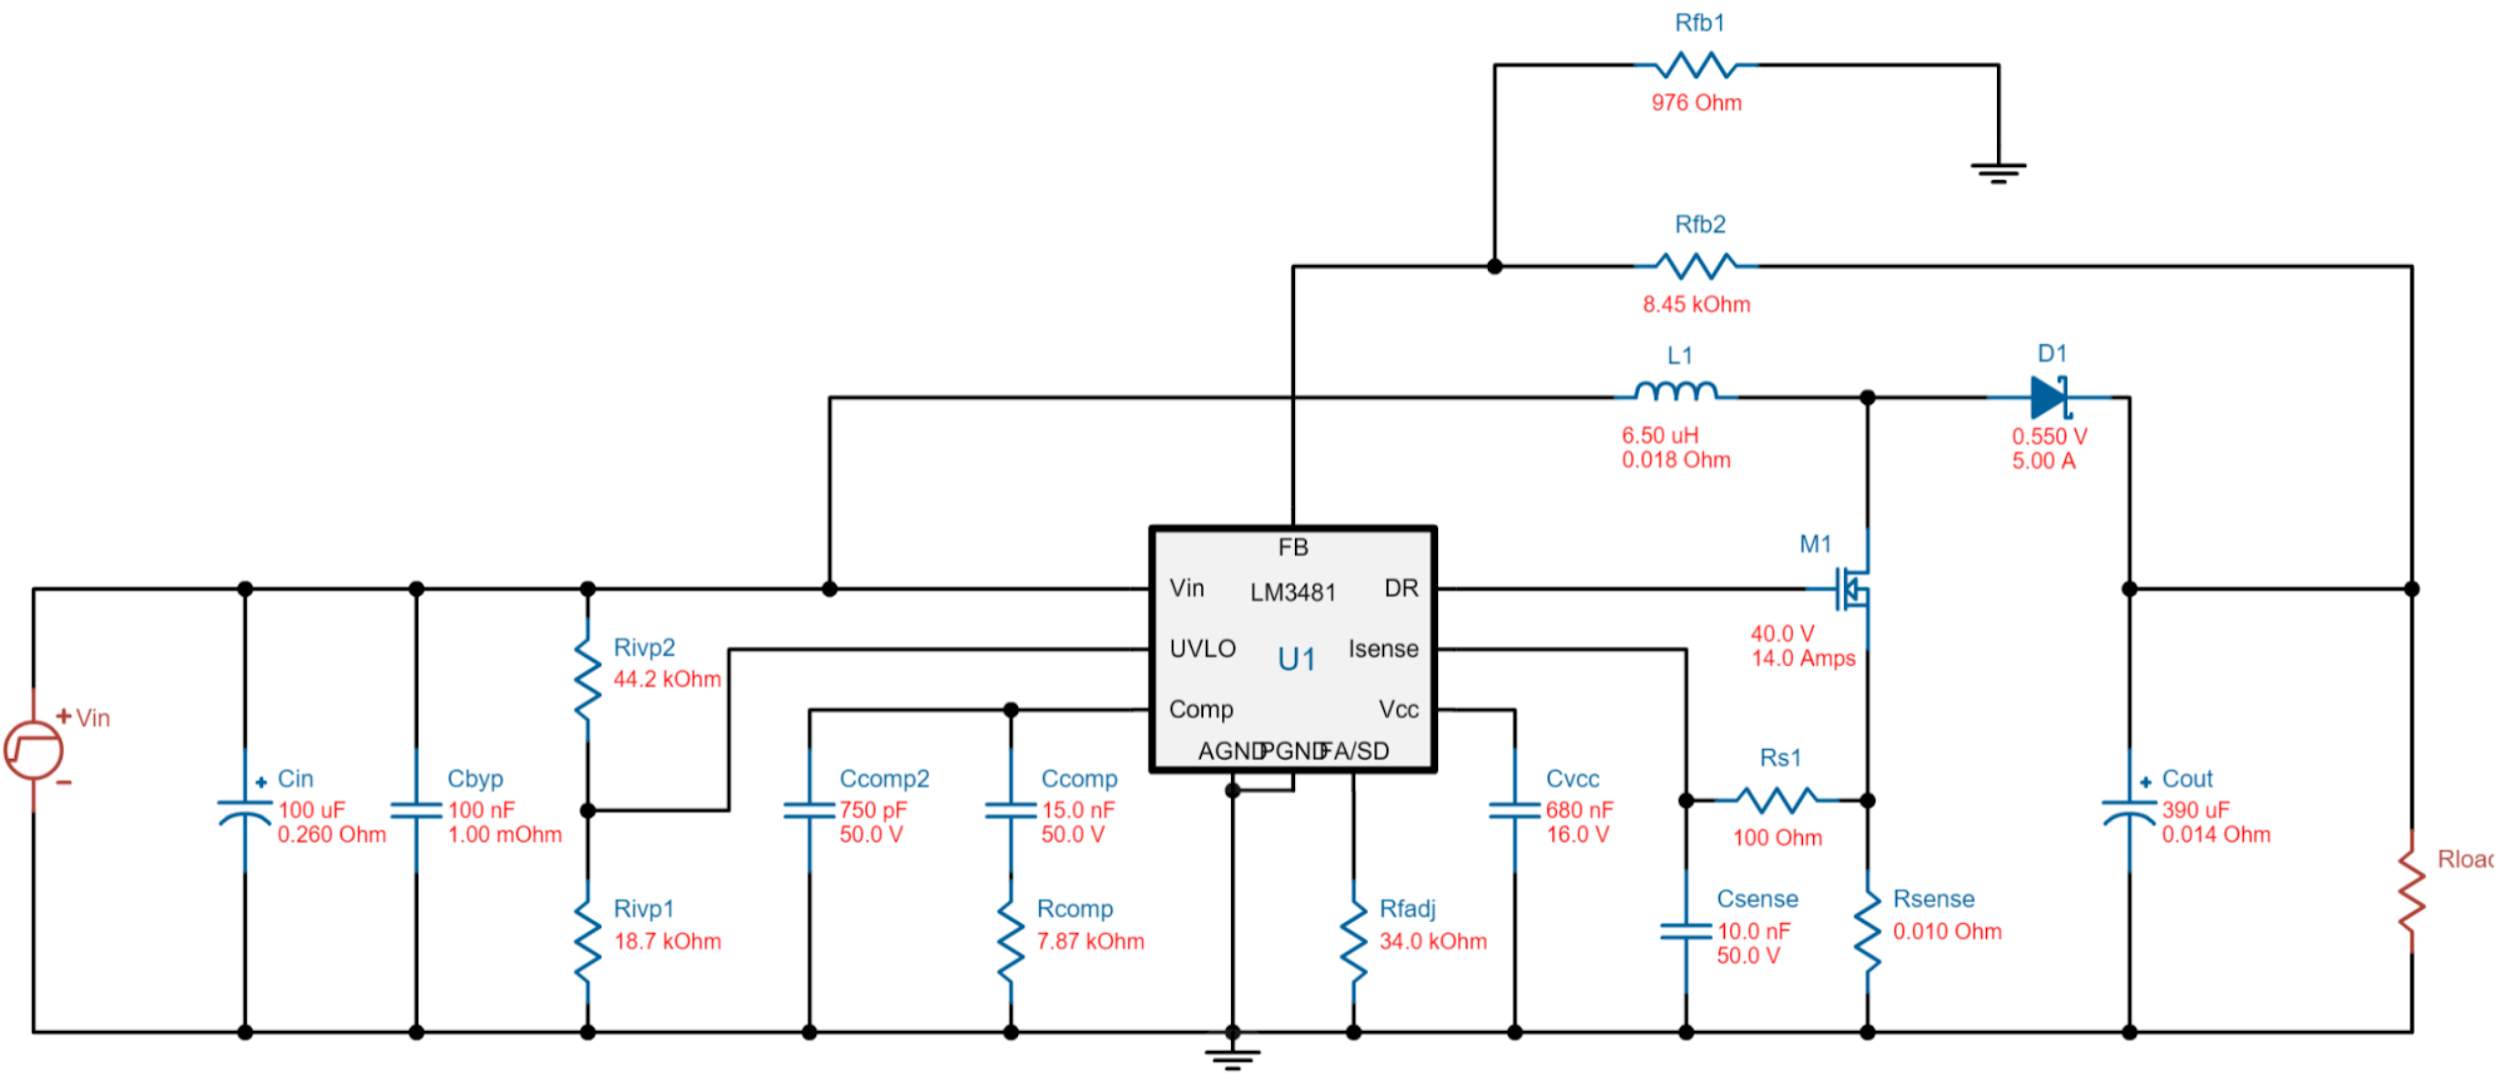 Rfb1
976 Ohm
Rfb2
8.45 kOhm
L1
6.50 uH
0.018 Ohm
D1
0.550 V
5.00 A
M1
40.0 V
14.0 Amps
FB
Vin
LM3481
DR
UVLO
U1
Isense
Comp
Vcc
AGND
PGND
FA/SD
+ Vin
−
+ Cin
100 uF
0.260 Ohm
Cbyp
100 nF
1.00 mOhm
Rivp2
44.2 kOhm
Rivp1
18.7 kOhm
Ccomp2
750 pF
50.0 V
Ccomp
15.0 nF
50.0 V
Rcomp
7.87 kOhm
Rfadj
34.0 kOhm
Cvcc
680 nF
16.0 V
Rs1
100 Ohm
Csense
10.0 nF
50.0 V
Rsense
0.010 Ohm
+ Cout
390 uF
0.014 Ohm
Rloa